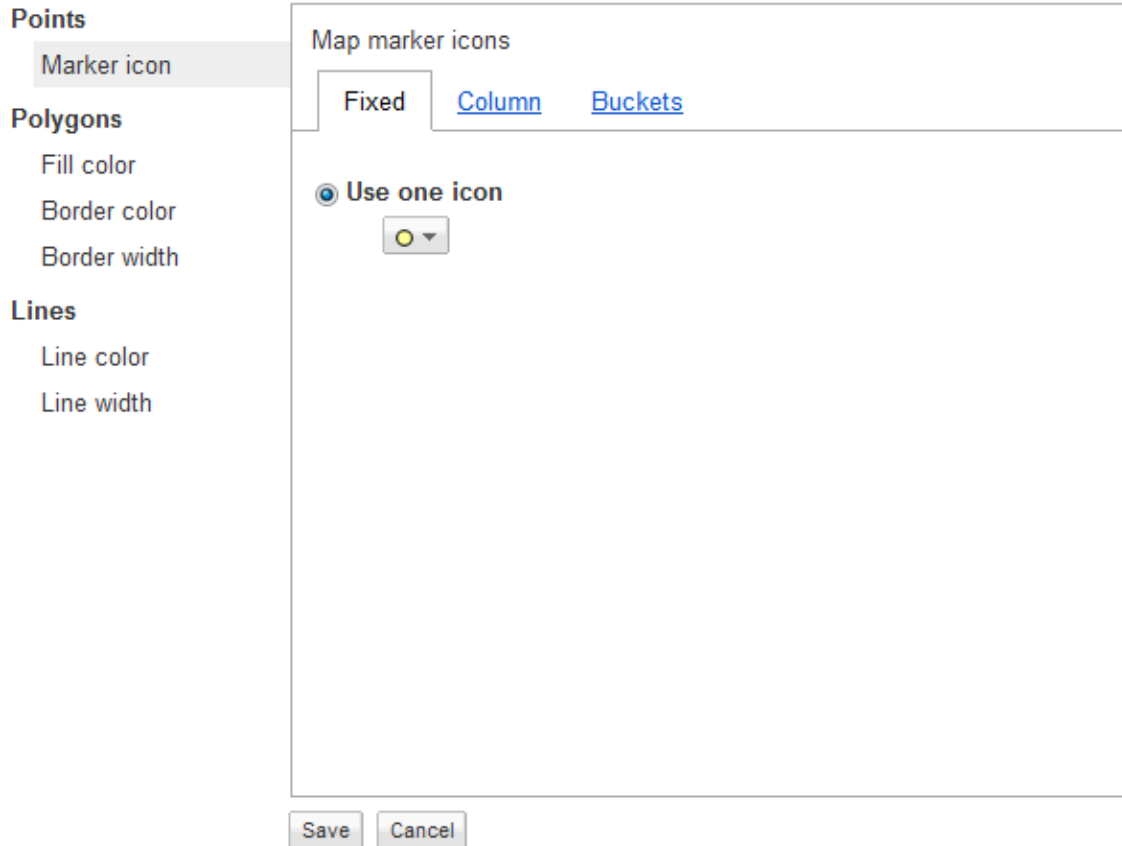 Points
Marker icon
Polygons
Fill color
Border color
Border width
Lines
Line color
Line width
Map marker icons
Fixed Column Buckets
Use one icon
Save Cancel